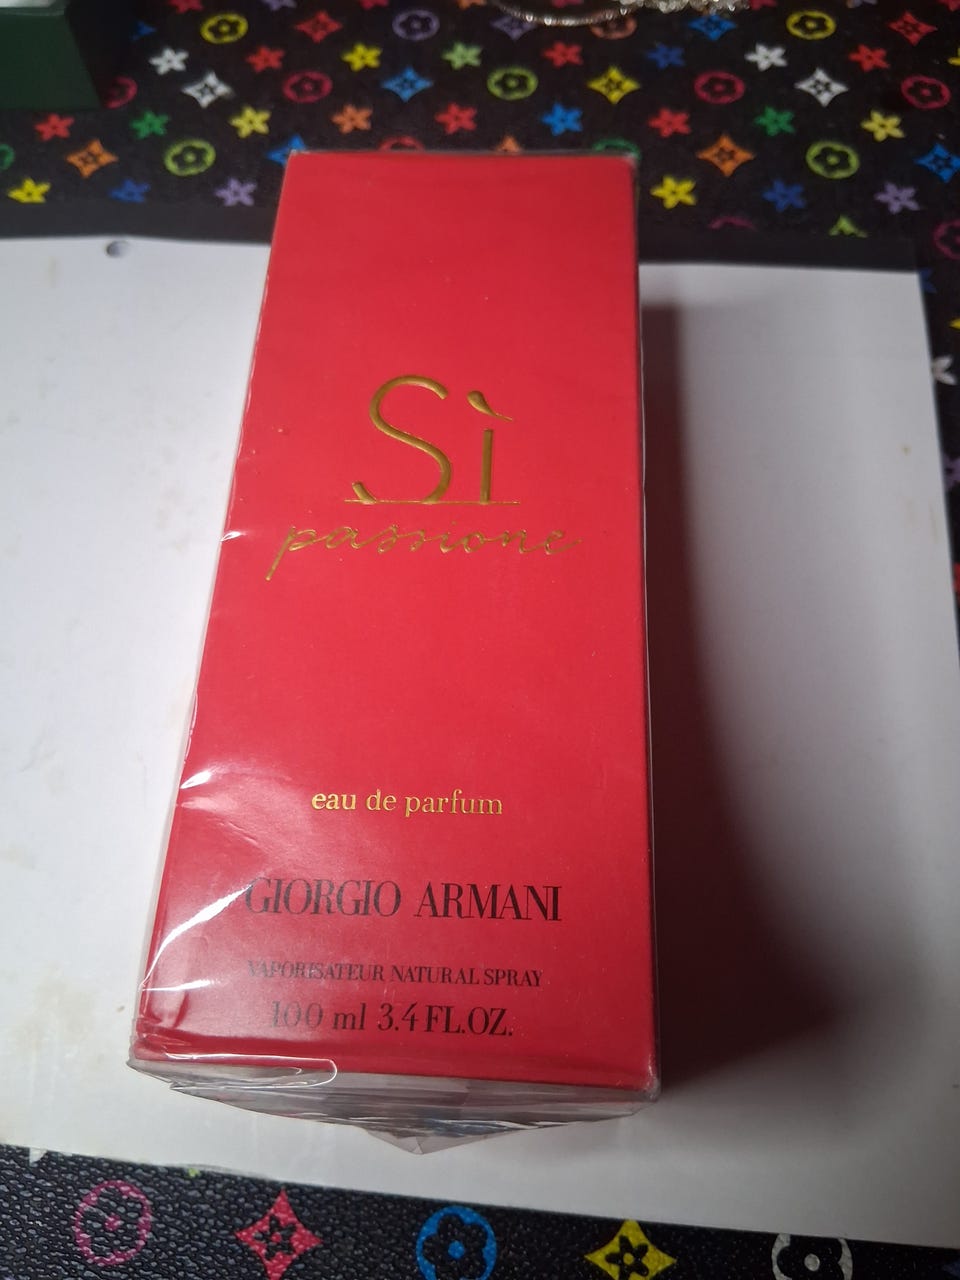 Sì
passione
eau de parfum
GIORGIO ARMANI
VAPORISATEUR NATURAL SPRAY
100 ml 3.4 FL.OZ.